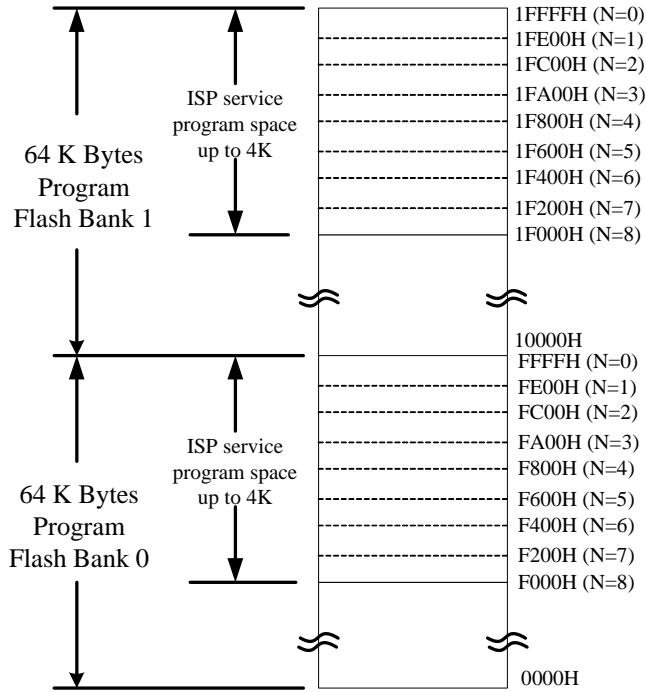 1FFFFH (N=0)
1FE00H (N=1)
1FC00H (N=2)
1FA00H (N=3)
1F800H (N=4)
1F600H (N=5)
1F400H (N=6)
1F200H (N=7)
1F000H (N=8)
ISP service
program space
up to 4K
64 K Bytes
Program
Flash Bank 1
10000H
FFFFH (N=0)
FE00H (N=1)
FC00H (N=2)
FA00H (N=3)
F800H (N=4)
F600H (N=5)
F400H (N=6)
F200H (N=7)
F000H (N=8)
ISP service
program space
up to 4K
64 K Bytes
Program
Flash Bank 0
0000H